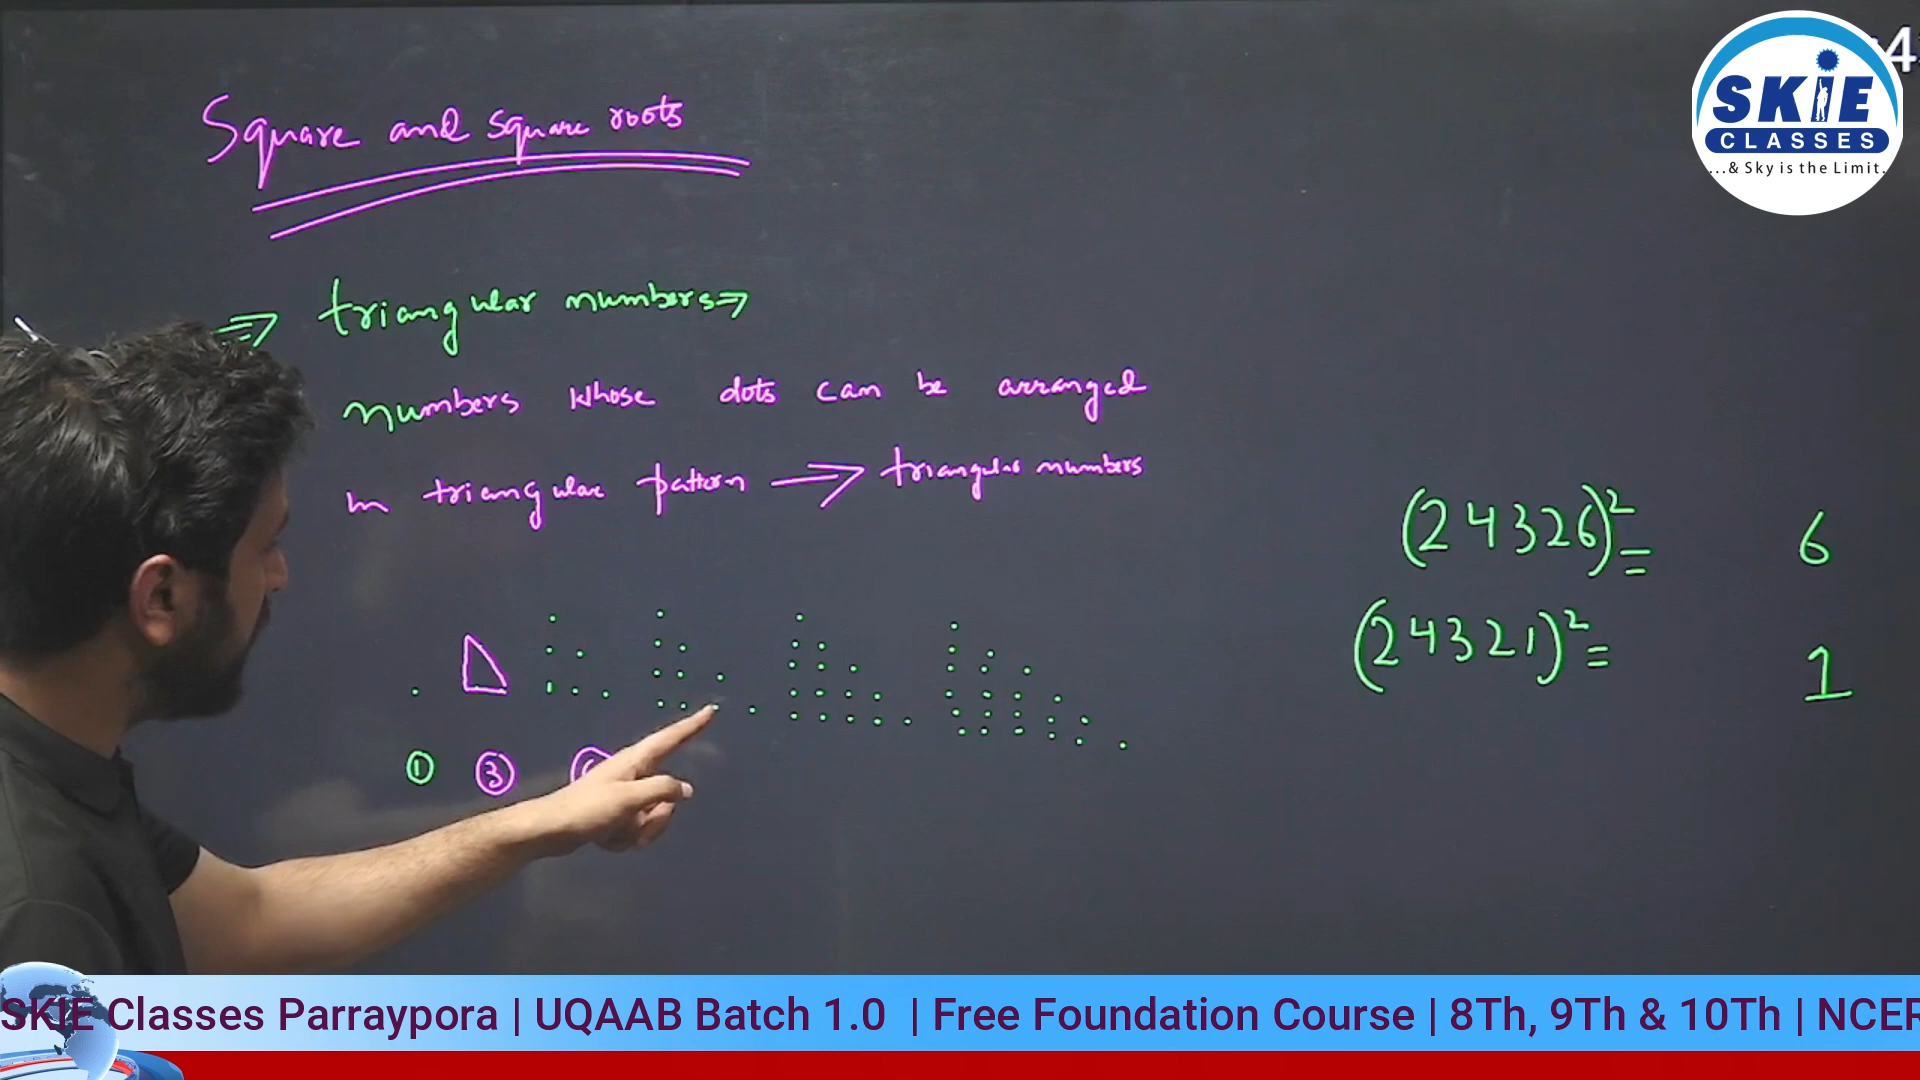 Square and square roots
⇒ triangular numbers ⇒
numbers whose dots can be arranged
in triangular pattern → triangular numbers
(24326)² = 6
(24321)² = 1
① ③
SKIE
CLASSES
...& Sky is the Limit.
4
SKIE Classes Parraypora | UQAAB Batch 1.0 | Free Foundation Course | 8Th, 9Th & 10Th | NCER